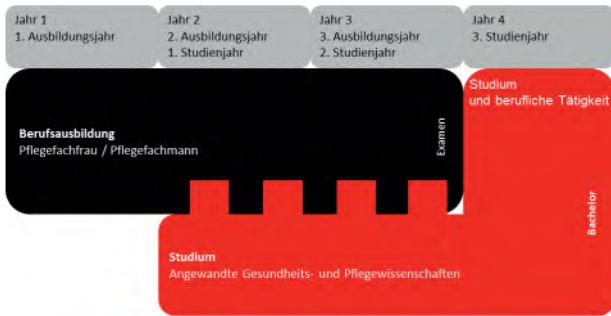 Jahr 1
1. Ausbildungsjahr
Jahr 2
2. Ausbildungsjahr
1. Studienjahr
Jahr 3
3. Ausbildungsjahr
2. Studienjahr
Jahr 4
3. Studienjahr
Berufsausbildung
Pflegefachfrau / Pflegefachmann
Examen
Studium
und berufliche Tätigkeit
Bachelor
Studium
Angewandte Gesundheits- und Pflegewissenschaften